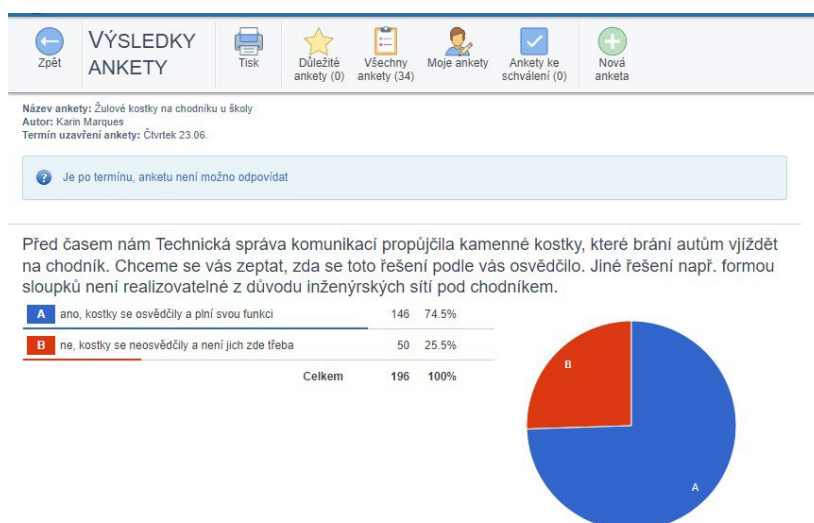 Zpět
VÝSLEDKY
ANKETY
Tisk
Důležité
ankety (0)
Všechny
ankety (34)
Moje ankety
Ankety ke
schválení (0)
Nová
anketa
Název ankety: Žulové kostky na chodníku u školy
Autor: Karin Marques
Termín uzavření ankety: Čtvrtek 23.06.
Je po termínu, anketu není možno odpovídat
Před časem nám Technická správa komunikací propůjčila kamenné kostky, které brání autům vjíždět
na chodník. Chceme se vás zeptat, zda se toto řešení podle vás osvědčilo. Jiné řešení např. formou
sloupků není realizovatelné z důvodu inženýrských sítí pod chodníkem.
A ano, kostky se osvědčily a plní svou funkci 146 74.5%
B ne, kostky se neosvědčily a není jich zde třeba 50 25.5%
Celkem 196 100%
B
A